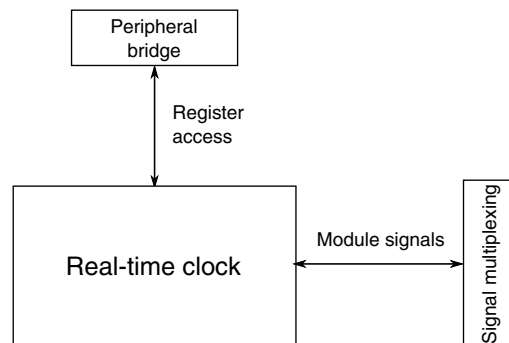 Peripheral
bridge
Register
access
Real-time clock
Module signals
Signal multiplexing